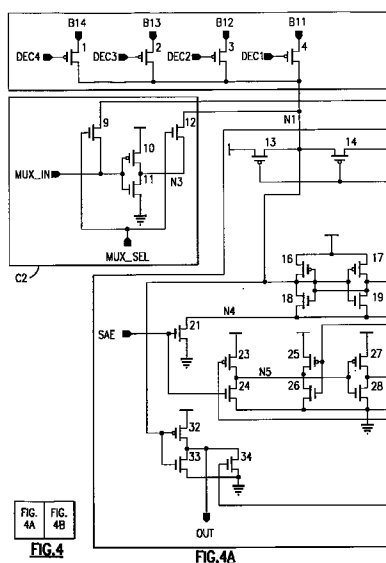 B14 B13 B12 B11
DEC4 1 DEC3 2 DEC2 3 DEC1 4
9 12 N1
10 13 14
MUX_IN 11 N3
MUX_SEL
C2
16 17
18 19
N4
SAE 21
23 25 27
24 N5 26 28
32
33 34
OUT
FIG. 4A FIG. 4B
FIG.4
FIG.4A